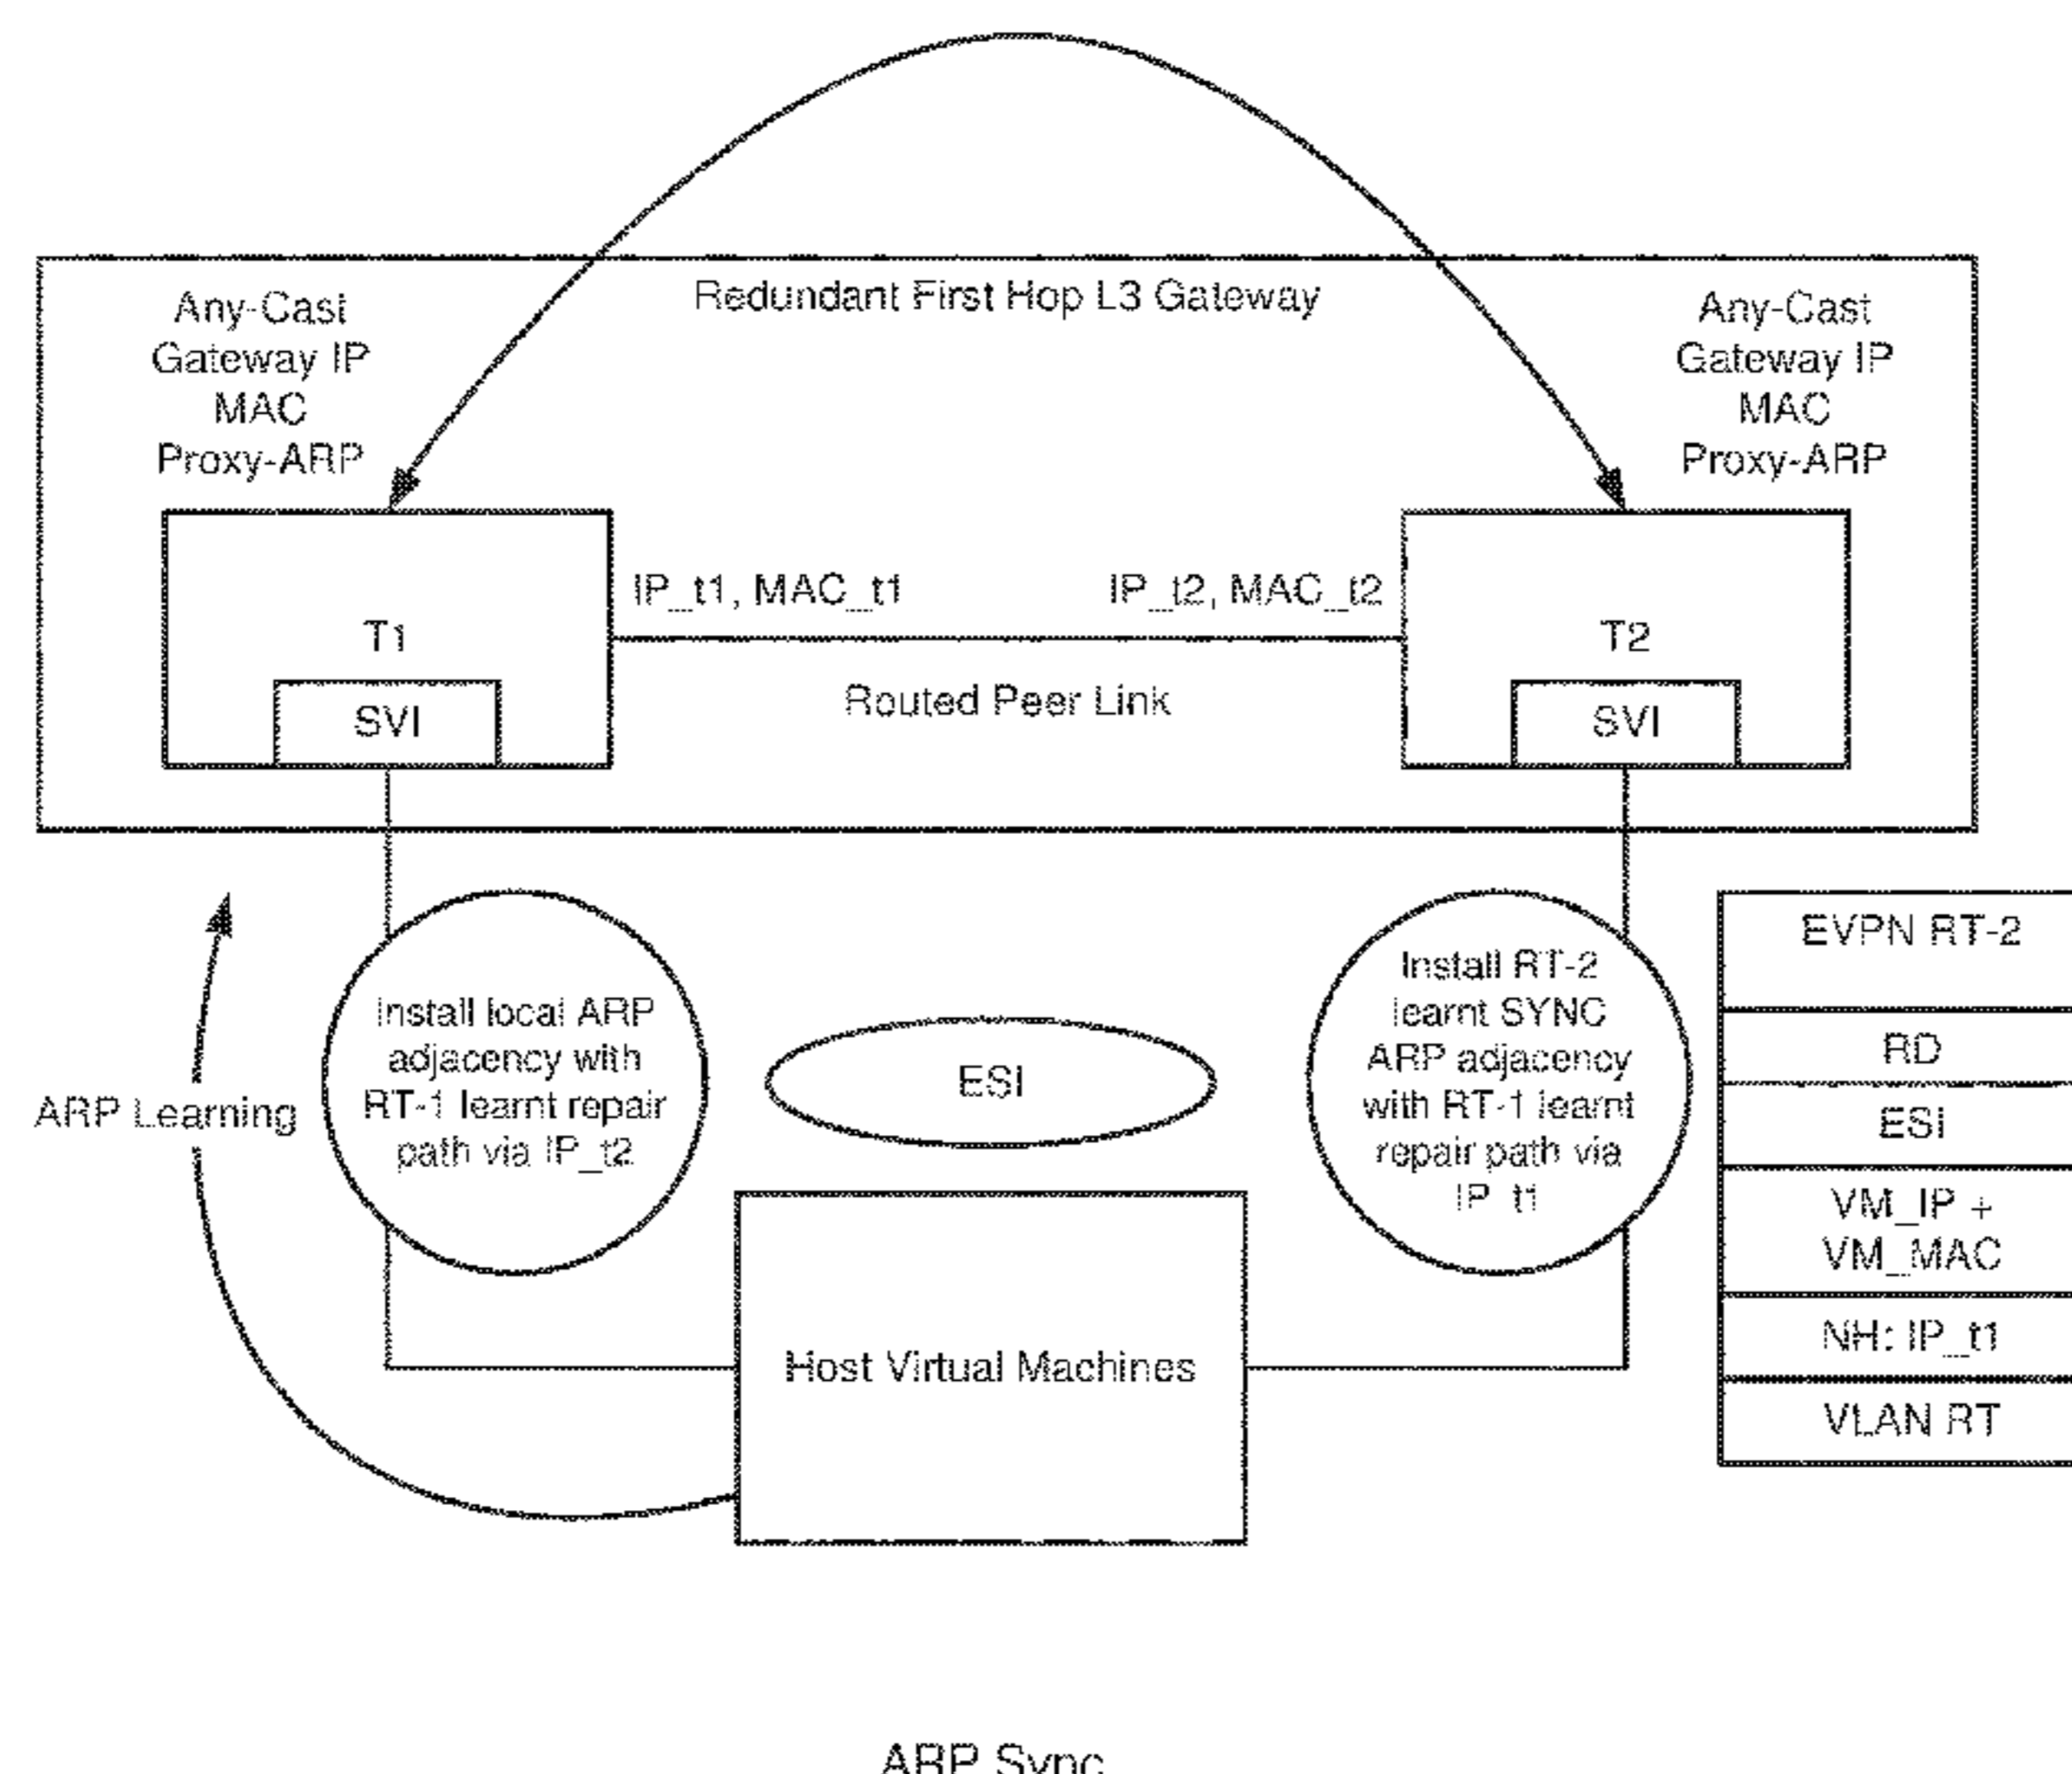 Redundant First Hop L3 Gateway
Any-Cast
Gateway IP
MAC
Proxy-ARP
Any-Cast
Gateway IP
MAC
Proxy-ARP
T1
SVI
IP_t1, MAC_t1
IP_t2, MAC_t2
Routed Peer Link
T2
SVI
ARP Learning
Install local ARP
adjacency with
RT-1 learnt repair
path via IP_t2
ESI
Install RT-2
learnt SYNC
ARP adjacency
with RT-1 learnt
repair path via
IP_t1
EVPN RT-2
RD
ESI
VM_IP +
VM_MAC
NH: IP_t1
VLAN RT
Host Virtual Machines
ARP Sync